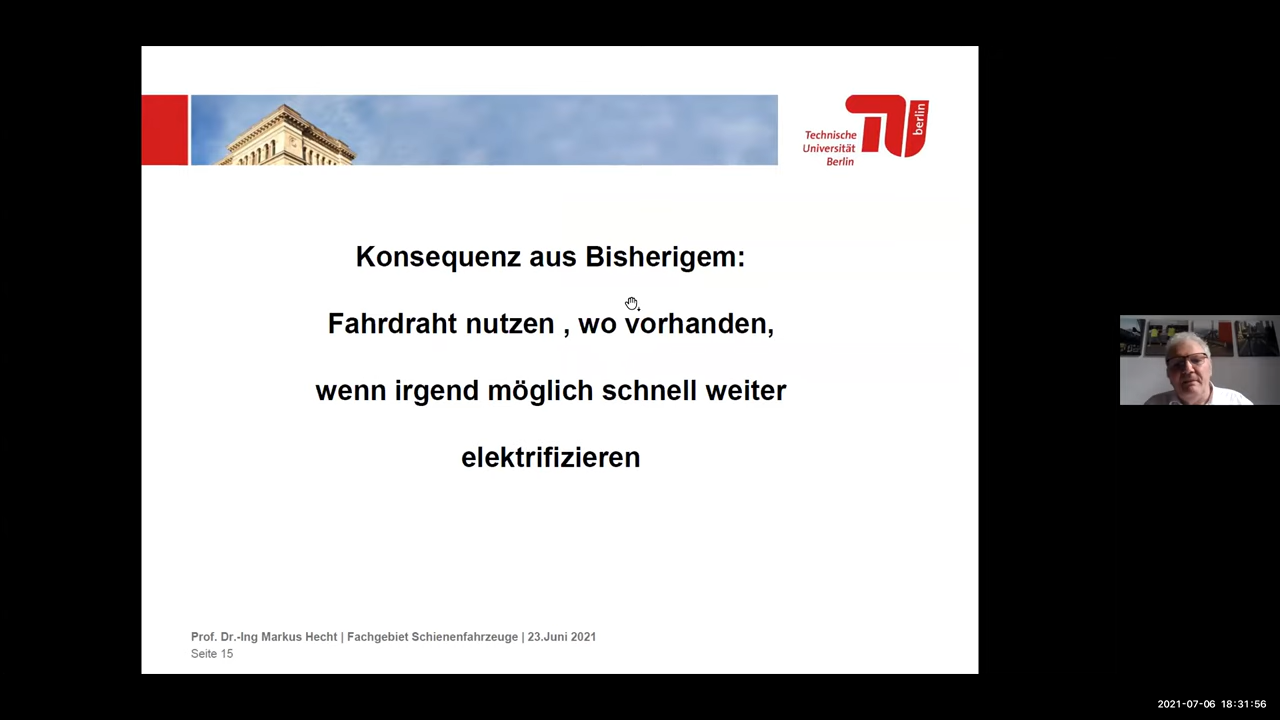 Technische
Universität
Berlin
berlin
Konsequenz aus Bisherigem:
Fahrdraht nutzen , wo vorhanden,
wenn irgend möglich schnell weiter
elektrifizieren
Prof. Dr.-Ing Markus Hecht | Fachgebiet Schienenfahrzeuge | 23.Juni 2021
Seite 15
2021-07-06 18:31:56